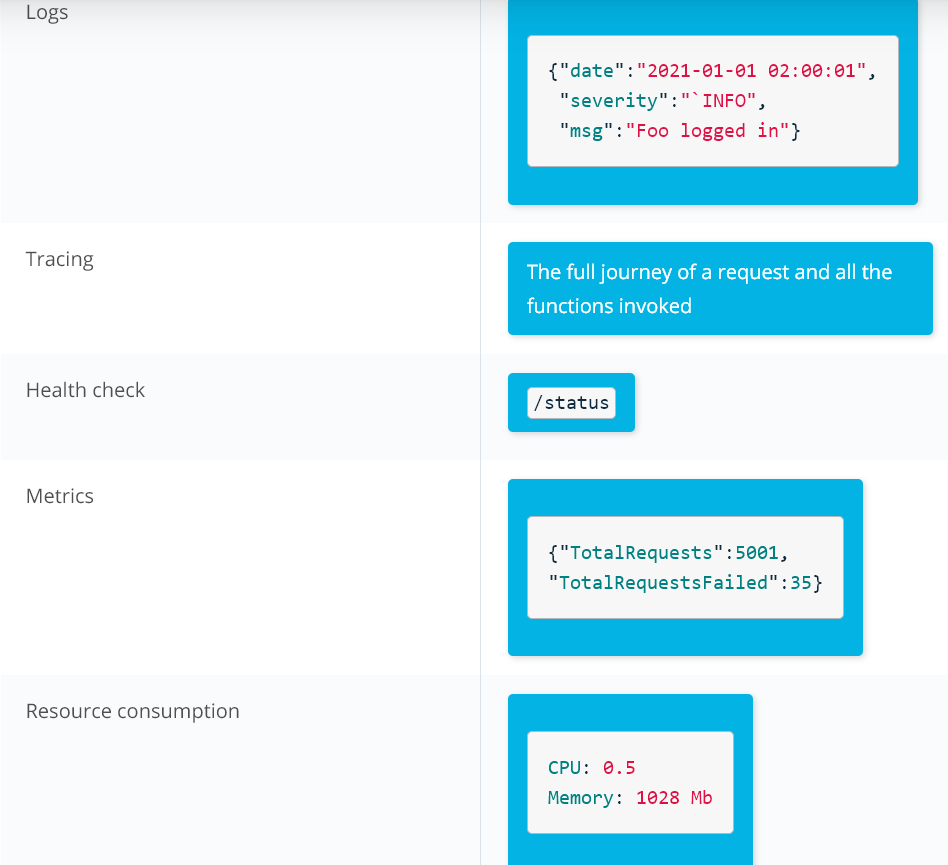 Logs
{"date":"2021-01-01 02:00:01",
"severity":"`INFO",
"msg":"Foo logged in"}
Tracing
The full journey of a request and all the
functions invoked
Health check
/status
Metrics
{"TotalRequests":5001,
"TotalRequestsFailed":35}
Resource consumption
CPU: 0.5
Memory: 1028 Mb